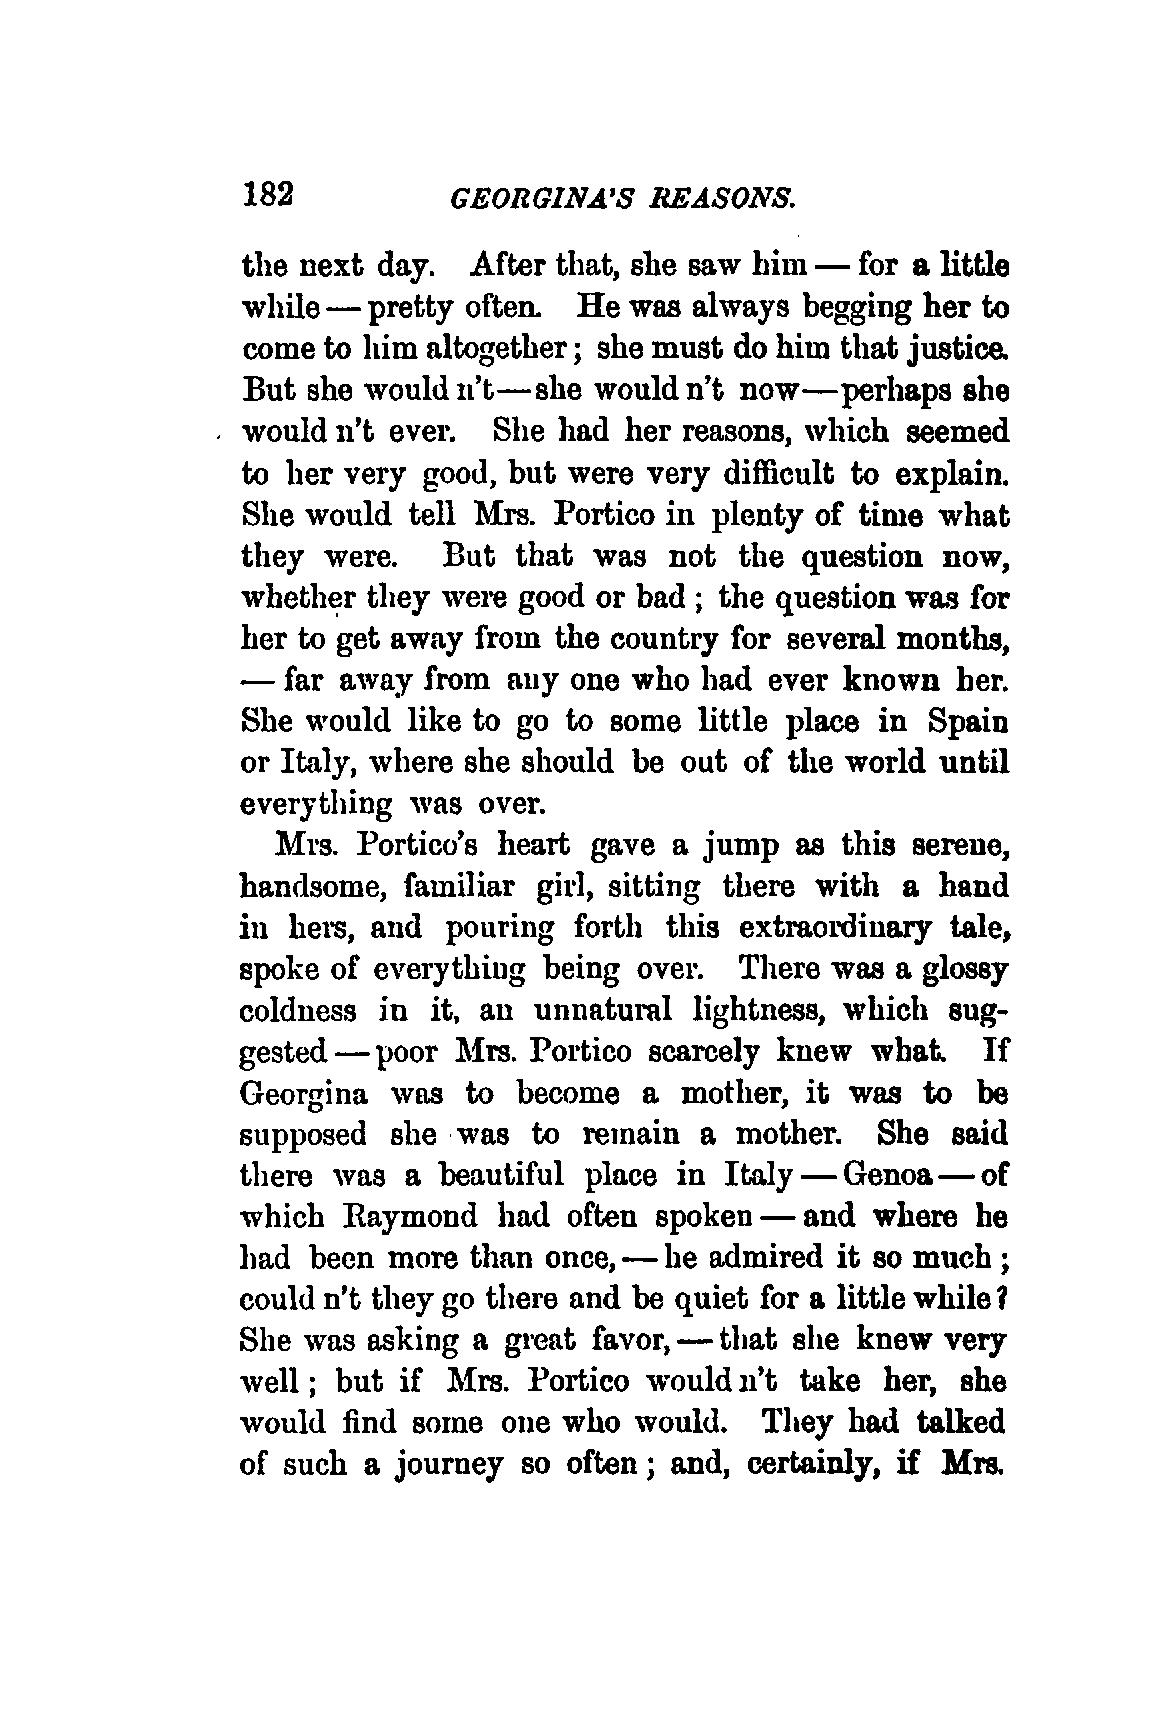 182 GEORGINA'S REASONS.
the next day. After that, she saw him — for a little
while — pretty often. He was always begging her to
come to him altogether; she must do him that justice.
But she would n't—she would n't now—perhaps she
would n't ever. She had her reasons, which seemed
to her very good, but were very difficult to explain.
She would tell Mrs. Portico in plenty of time what
they were. But that was not the question now,
whether they were good or bad; the question was for
her to get away from the country for several months,
— far away from any one who had ever known her.
She would like to go to some little place in Spain
or Italy, where she should be out of the world until
everything was over.
Mrs. Portico's heart gave a jump as this serene,
handsome, familiar girl, sitting there with a hand
in hers, and pouring forth this extraordinary tale,
spoke of everything being over. There was a glossy
coldness in it, an unnatural lightness, which sug-
gested — poor Mrs. Portico scarcely knew what. If
Georgina was to become a mother, it was to be
supposed she was to remain a mother. She said
there was a beautiful place in Italy — Genoa — of
which Raymond had often spoken — and where he
had been more than once, — he admired it so much;
could n't they go there and be quiet for a little while?
She was asking a great favor, — that she knew very
well; but if Mrs. Portico would n't take her, she
would find some one who would. They had talked
of such a journey so often; and, certainly, if Mrs.